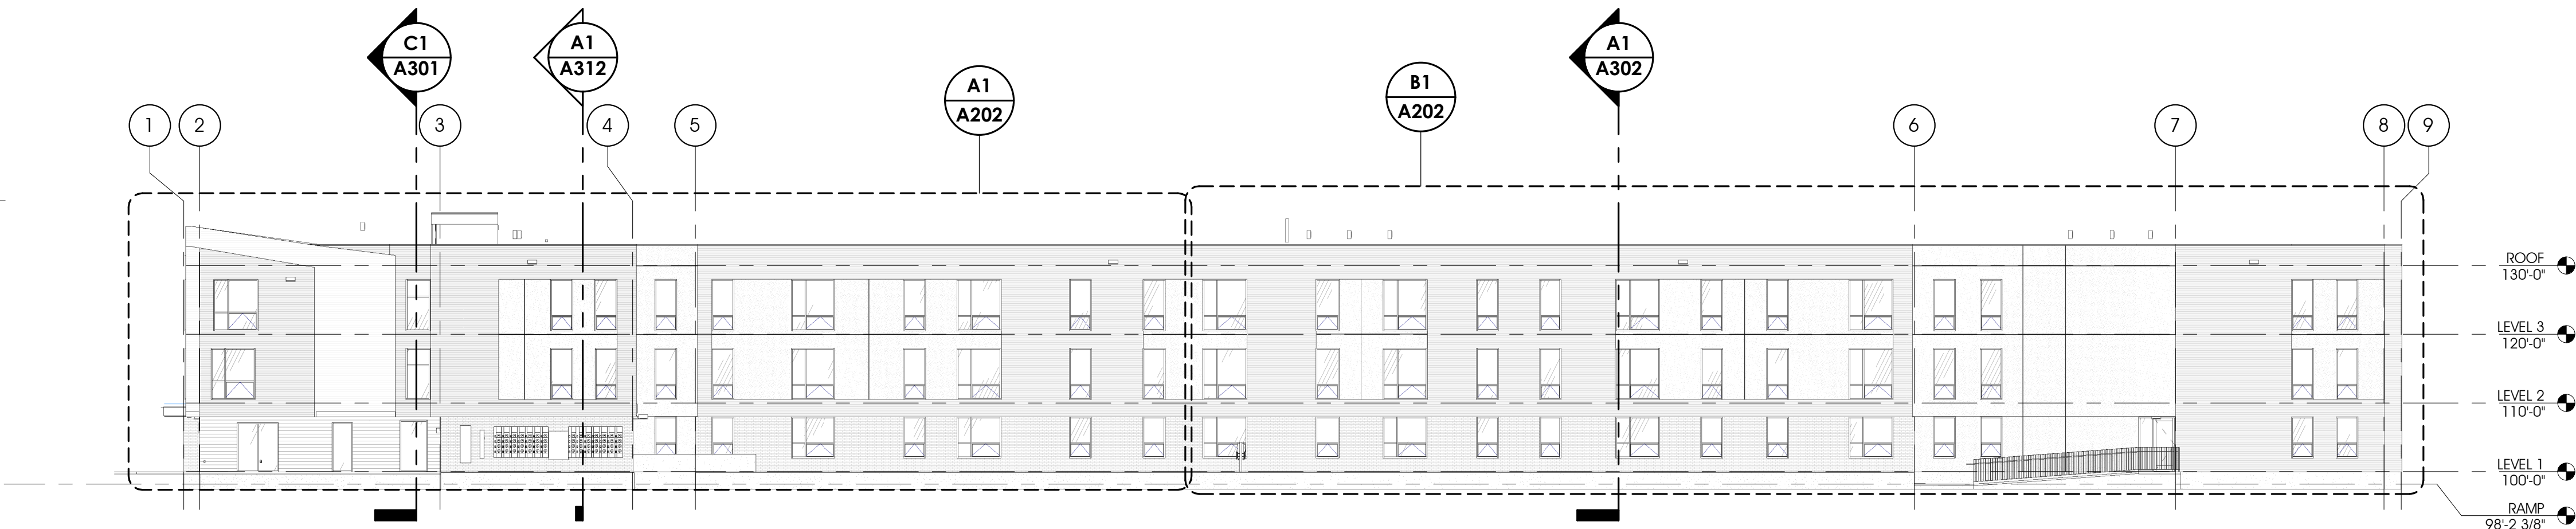 C1
A301
A1
A312
A1
A202
B1
A202
A1
A302
1
2
3
4
5
6
7
8
9
ROOF
130'-0"
LEVEL 3
120'-0"
LEVEL 2
110'-0"
LEVEL 1
100'-0"
RAMP
98'-2 3/8"